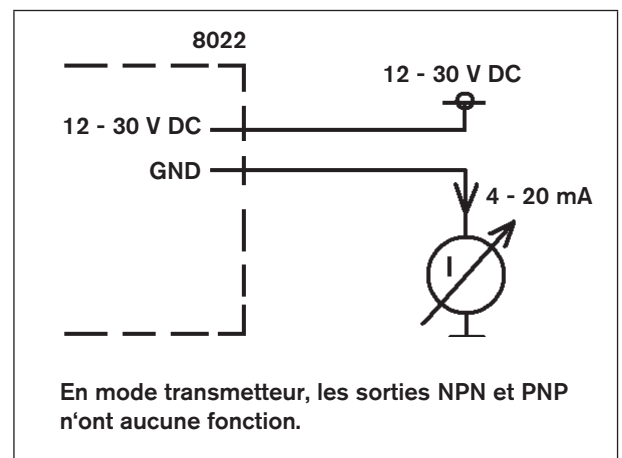 8022
12 - 30 V DC
12 - 30 V DC
GND
4 - 20 mA
I
En mode transmetteur, les sorties NPN et PNP
n‘ont aucune fonction.